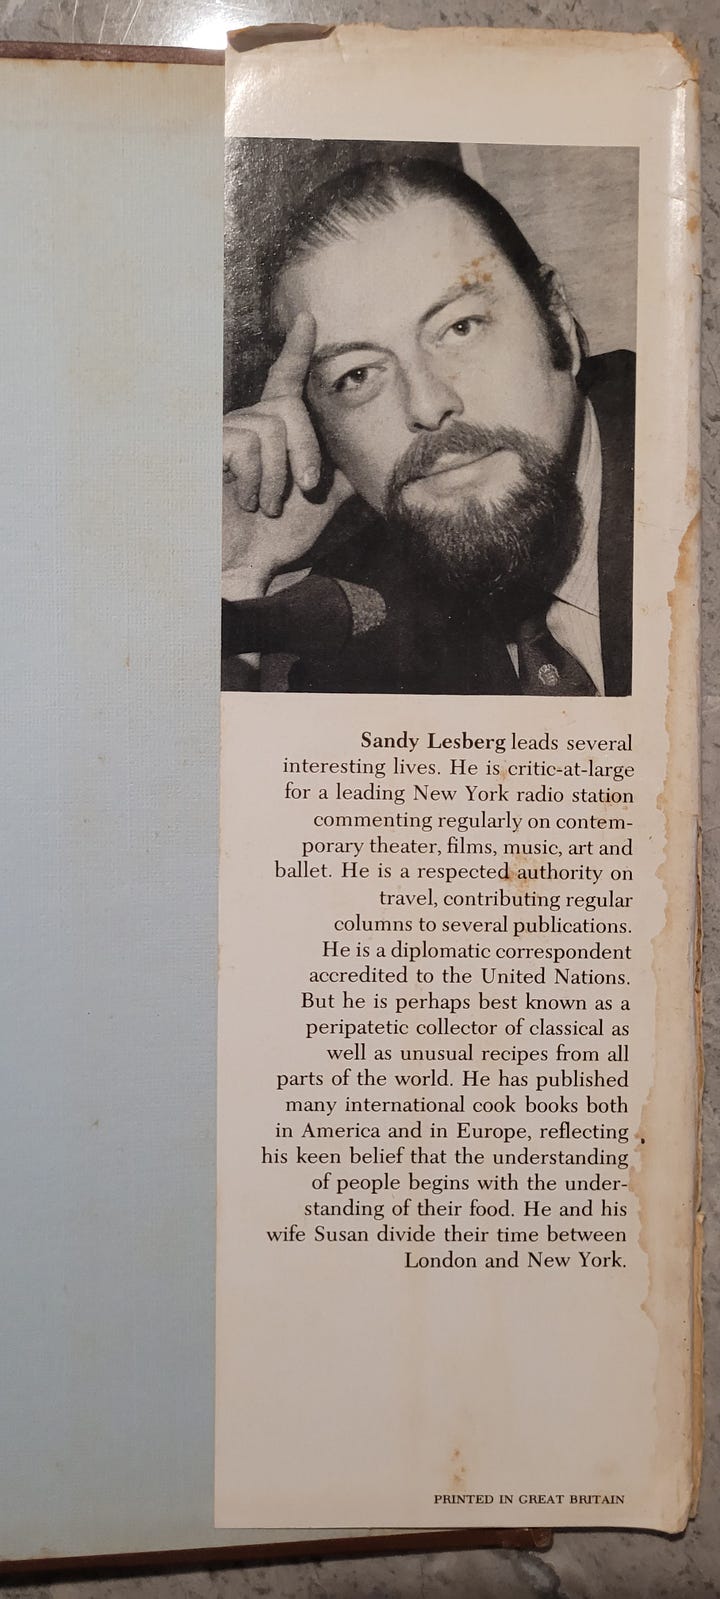 Sandy Lesberg leads several
interesting lives. He is critic-at-large
for a leading New York radio station
commenting regularly on contem-
porary theater, films, music, art and
ballet. He is a respected authority on
travel, contributing regular
columns to several publications.
He is a diplomatic correspondent
accredited to the United Nations.
But he is perhaps best known as a
peripatetic collector of classical as
well as unusual recipes from all
parts of the world. He has published
many international cook books both
in America and in Europe, reflecting
his keen belief that the understanding
of people begins with the under-
standing of their food. He and his
wife Susan divide their time between
London and New York.
PRINTED IN GREAT BRITAIN